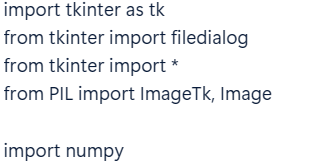 import tkinter as tk
from tkinter import filedialog
from tkinter import *
from PIL import ImageTk, Image
import numpy